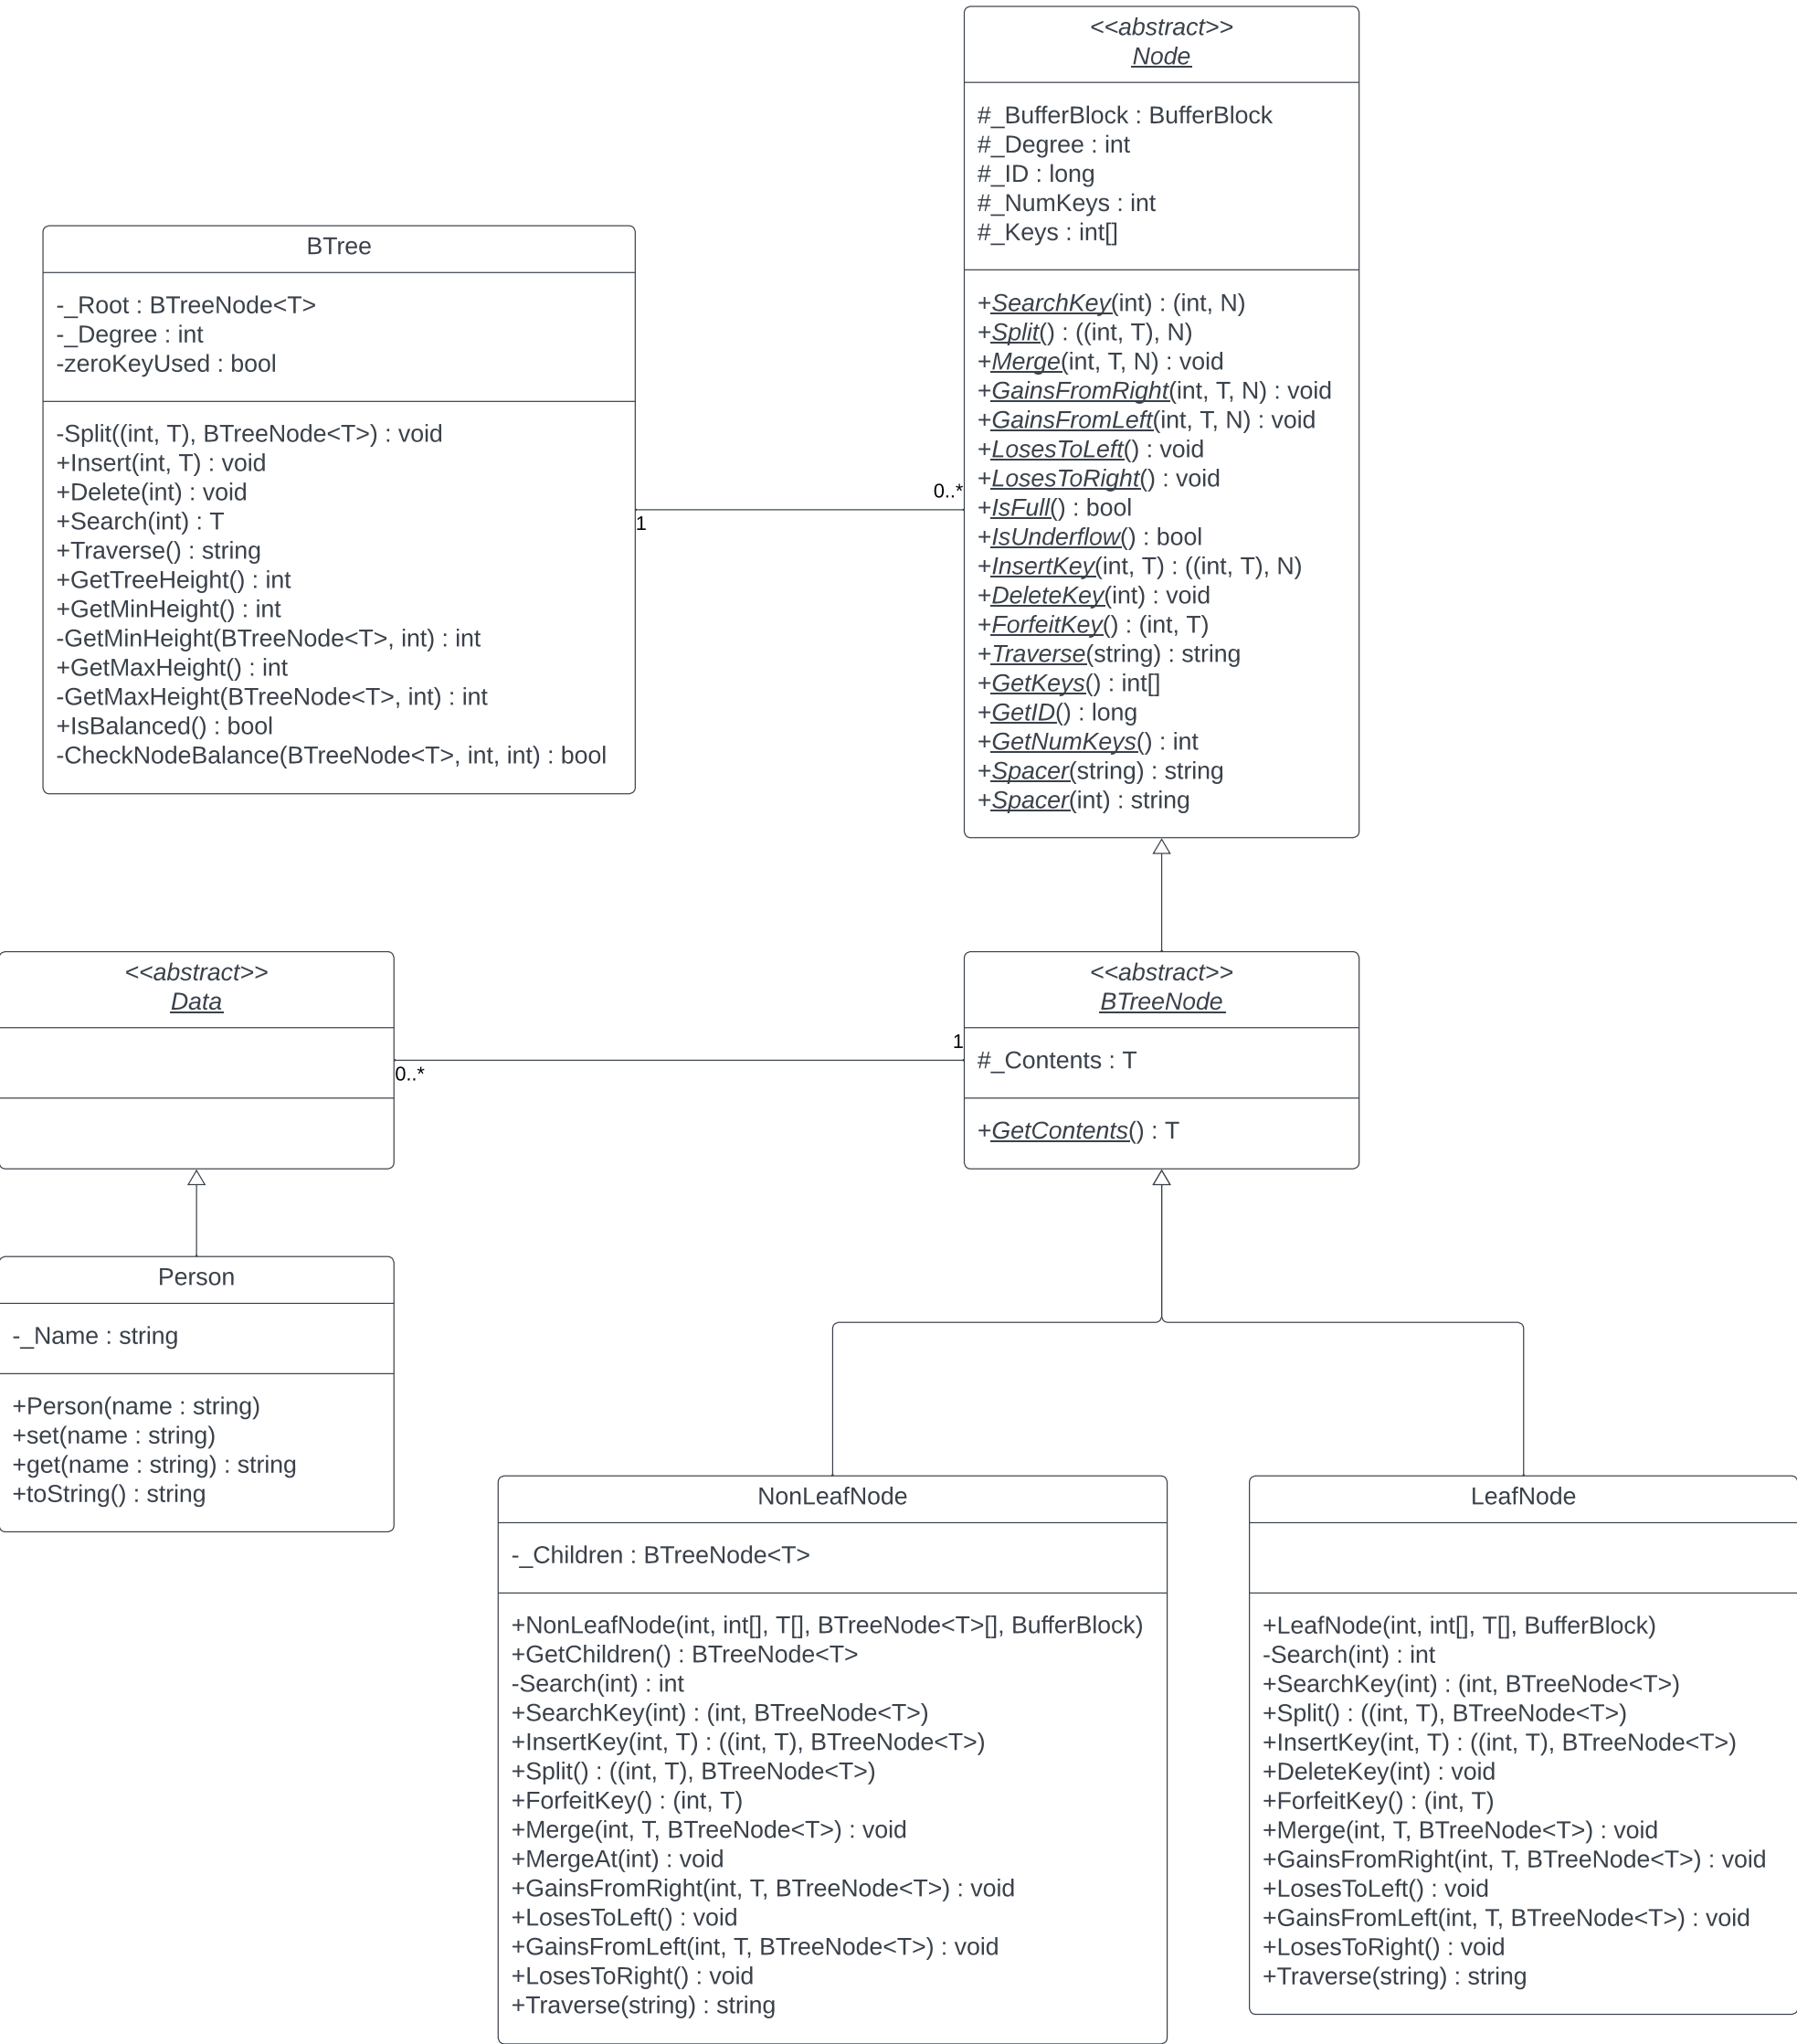 <<abstract>>
Node
#_BufferBlock : BufferBlock
#_Degree : int
#_ID : long
#_NumKeys : int
#_Keys : int[]
+SearchKey(int) : (int, N)
+Split() : ((int, T), N)
+Merge(int, T, N) : void
+GainsFromRight(int, T, N) : void
+GainsFromLeft(int, T, N) : void
+LosesToLeft() : void
+LosesToRight() : void
+IsFull() : bool
+IsUnderflow() : bool
+InsertKey(int, T) : ((int, T), N)
+DeleteKey(int) : void
+ForfeitKey() : (int, T)
+Traverse(string) : string
+GetKeys() : int[]
+GetID() : long
+GetNumKeys() : int
+Spacer(string) : string
+Spacer(int) : string
BTree
-_Root : BTreeNode<T>
-_Degree : int
-zeroKeyUsed : bool
-Split((int, T), BTreeNode<T>) : void
+Insert(int, T) : void
+Delete(int) : void
+Search(int) : T
+Traverse() : string
+GetTreeHeight() : int
+GetMinHeight() : int
-GetMinHeight(BTreeNode<T>, int) : int
+GetMaxHeight() : int
-GetMaxHeight(BTreeNode<T>, int) : int
+IsBalanced() : bool
-CheckNodeBalance(BTreeNode<T>, int, int) : bool
0..*
1
<<abstract>>
Data
<<abstract>>
BTreeNode
#_Contents : T
+GetContents() : T
1
0..*
Person
-_Name : string
+Person(name : string)
+set(name : string)
+get(name : string) : string
+toString() : string
NonLeafNode
-_Children : BTreeNode<T>
+NonLeafNode(int, int[], T[], BTreeNode<T>[], BufferBlock)
+GetChildren() : BTreeNode<T>
-Search(int) : int
+SearchKey(int) : (int, BTreeNode<T>)
+InsertKey(int, T) : ((int, T), BTreeNode<T>)
+Split() : ((int, T), BTreeNode<T>)
+ForfeitKey() : (int, T)
+Merge(int, T, BTreeNode<T>) : void
+MergeAt(int) : void
+GainsFromRight(int, T, BTreeNode<T>) : void
+LosesToLeft() : void
+GainsFromLeft(int, T, BTreeNode<T>) : void
+LosesToRight() : void
+Traverse(string) : string
LeafNode
+LeafNode(int, int[], T[], BufferBlock)
-Search(int) : int
+SearchKey(int) : (int, BTreeNode<T>)
+Split() : ((int, T), BTreeNode<T>)
+InsertKey(int, T) : ((int, T), BTreeNode<T>)
+DeleteKey(int) : void
+ForfeitKey() : (int, T)
+Merge(int, T, BTreeNode<T>) : void
+GainsFromRight(int, T, BTreeNode<T>) : void
+LosesToLeft() : void
+GainsFromLeft(int, T, BTreeNode<T>) : void
+LosesToRight() : void
+Traverse(string) : string